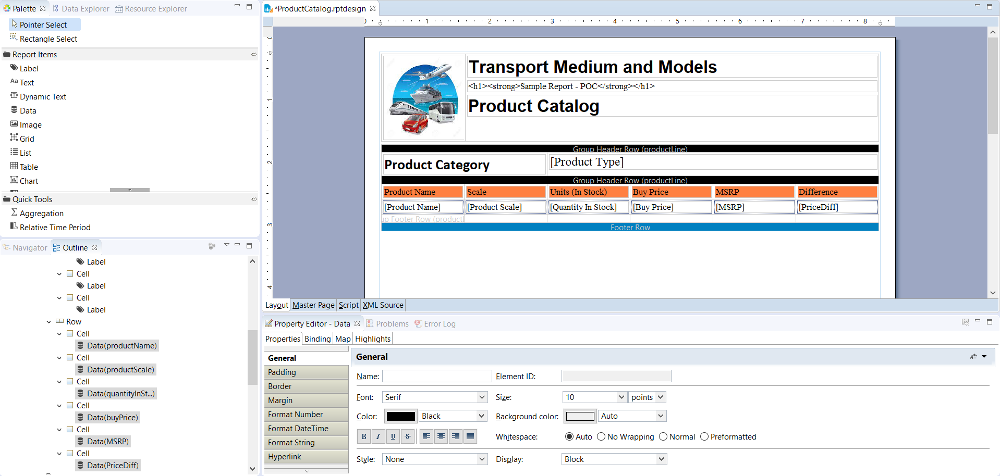 Palette
Data Explorer
Resource Explorer
Pointer Select
Rectangle Select
Report Items
Label
Aa Text
Dynamic Text
Data
Image
Grid
List
Table
Chart
Quick Tools
Σ Aggregation
Relative Time Period
Navigator
Outline
Label
Cell
Label
Cell
Label
Row
Cell
Data(productName)
Cell
Data(productScale)
Cell
Data(quantityInSt...)
Cell
Data(buyPrice)
Cell
Data(MSRP)
Cell
Data(PriceDiff)
*ProductCatalog.rptdesign
0 1 2 3 4 5 6 7 8
0
1
2
3
4
Transport Medium and Models
<h1><strong>Sample Report - POC</strong></h1>
Product Catalog
Group Header Row (productLine)
Product Category
[Product Type]
Group Header Row (productLine)
Product Name Scale Units (In Stock) Buy Price MSRP Difference
[Product Name] [Product Scale] [Quantity In Stock] [Buy Price] [MSRP] [PriceDiff]
up Footer Row (productl
Footer Row
Layout Master Page Script XML Source
Property Editor - Data Problems Error Log
Properties Binding Map Highlights
General
Padding
Border
Margin
Format Number
Format DateTime
Format String
Hyperlink
General
Name: Element ID:
Font: Serif Size: 10 points
Color: Black Background color: Auto
B I U S Whitespace: Auto No Wrapping Normal Preformatted
Style: None Display: Block